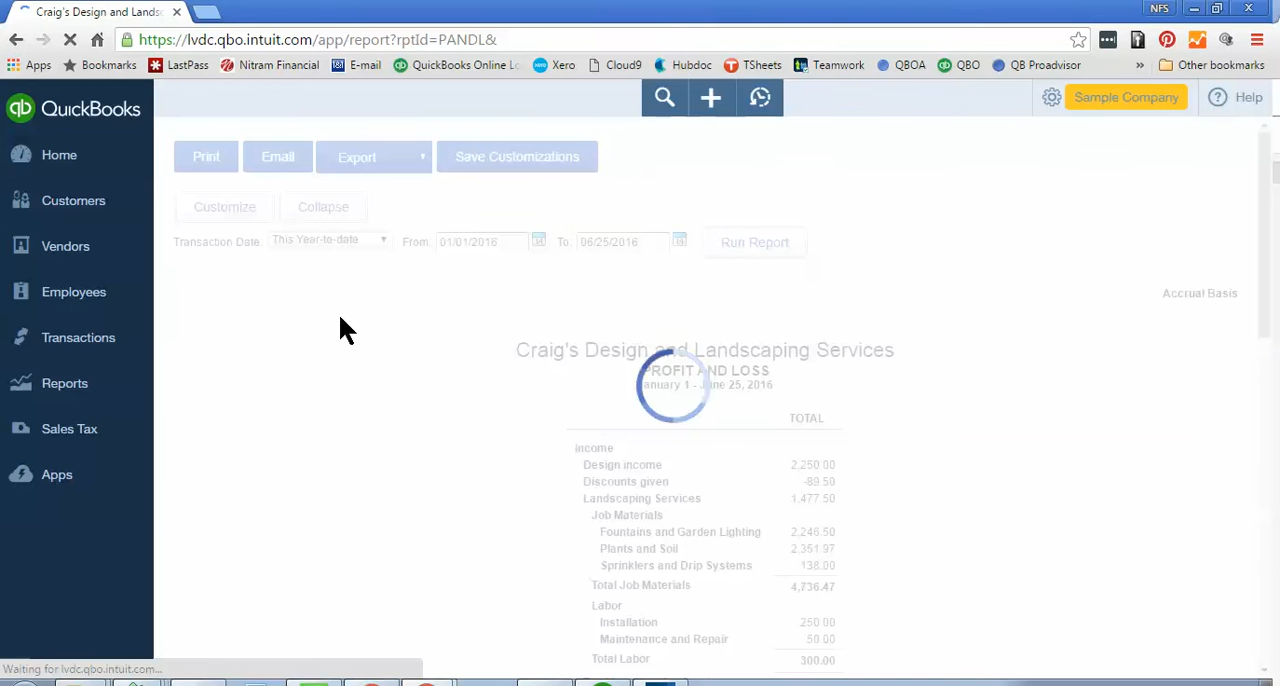 Craig's Design and Landsc
NFS
https://lvdc.qbo.intuit.com/app/report?rptId=PANDL&
Apps Bookmarks LastPass Nitram Financial E-mail QuickBooks Online Lo Xero Cloud9 Hubdoc TSheets Teamwork QBOA QBO QB Proadvisor » Other bookmarks
qb QuickBooks
Sample Company ? Help
Home
Customers
Vendors
Employees
Transactions
Reports
Sales Tax
Apps
Print Email Export Save Customizations
Customize Collapse
Transaction Date This Year-to-date From: 01/01/2016 To: 06/25/2016 Run Report
Accrual Basis
Craig's Design and Landscaping Services
PROFIT AND LOSS
January 1 - June 25, 2016
TOTAL
Income
Design income 2,250.00
Discounts given -89.50
Landscaping Services 1,477.50
Job Materials
Fountains and Garden Lighting 2,246.50
Plants and Soil 2,351.97
Sprinklers and Drip Systems 138.00
Total Job Materials 4,736.47
Labor
Installation 250.00
Maintenance and Repair 50.00
Total Labor 300.00
Waiting for lvdc.qbo.intuit.com...